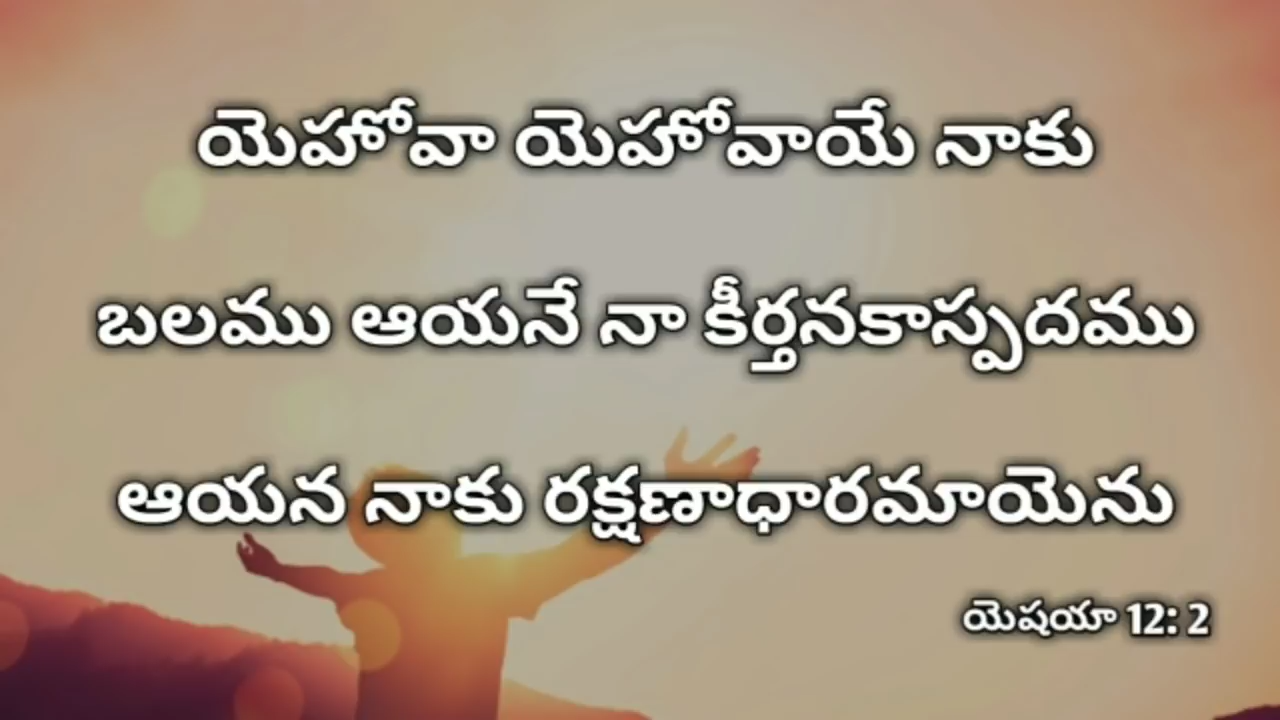 యెహోవా యెహోవాయే నాకు
బలము ఆయనే నా కీర్తనకాస్పదము
ఆయన నాకు రక్షణాధారమాయెను
యెషయా 12: 2